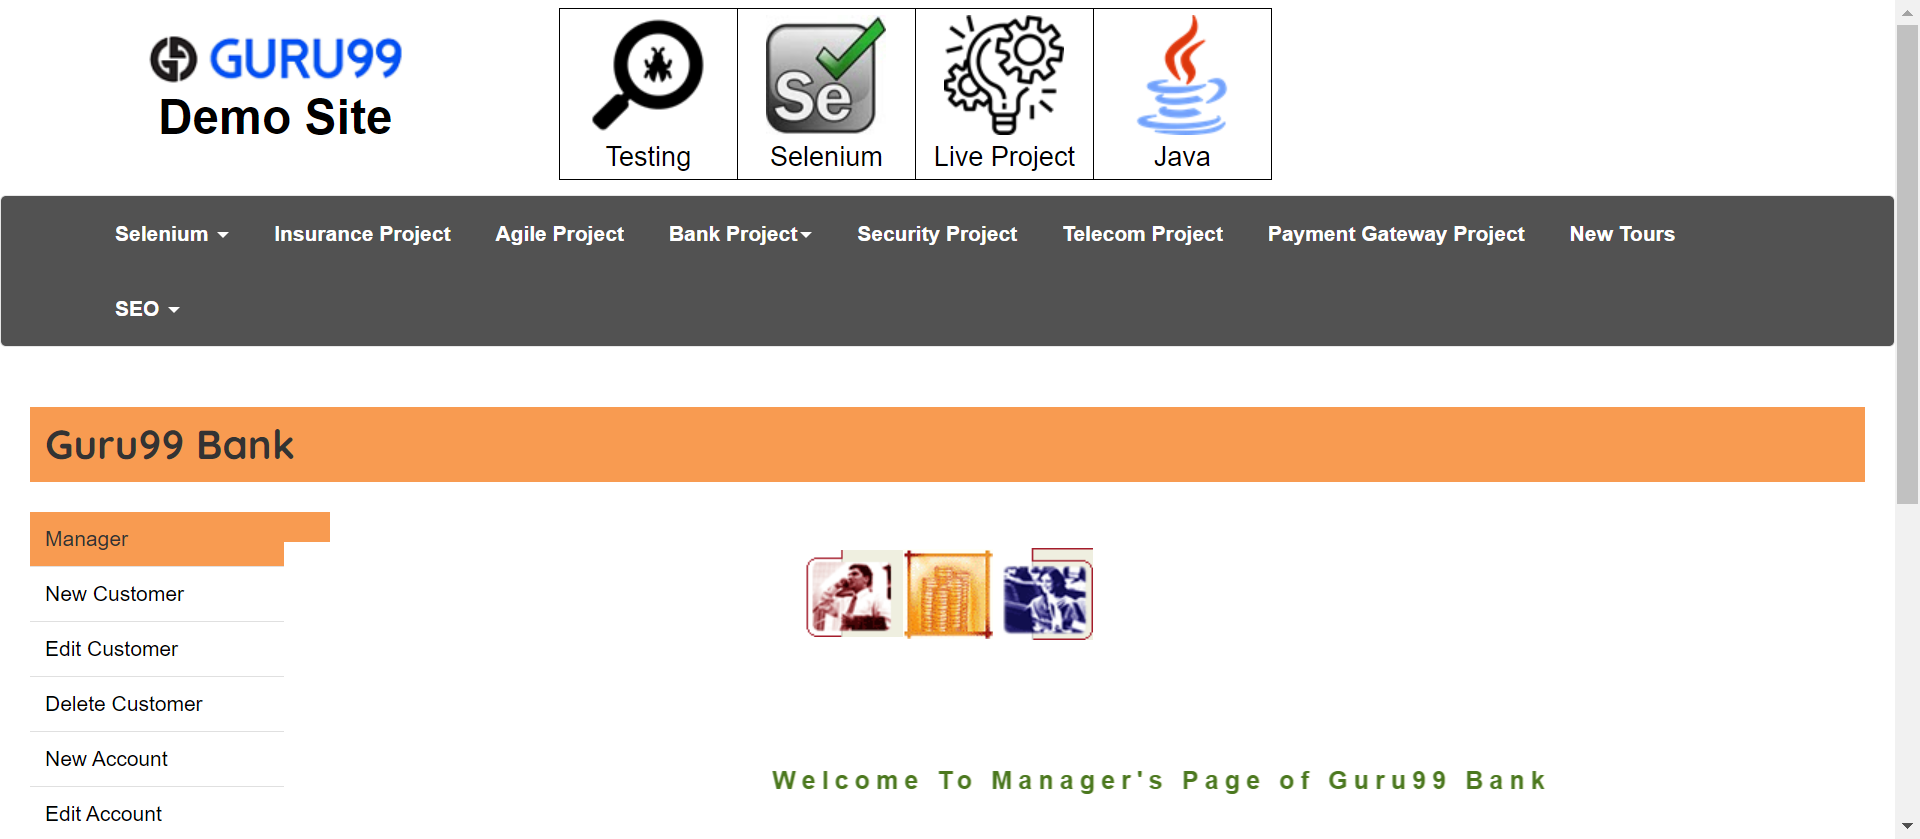 GURU99
Demo Site
Testing
Se
Selenium
Live Project
Java
Selenium
Insurance Project
Agile Project
Bank Project
Security Project
Telecom Project
Payment Gateway Project
New Tours
SEO
Guru99 Bank
Manager
New Customer
Edit Customer
Delete Customer
New Account
Edit Account
Welcome To Manager's Page of Guru99 Bank